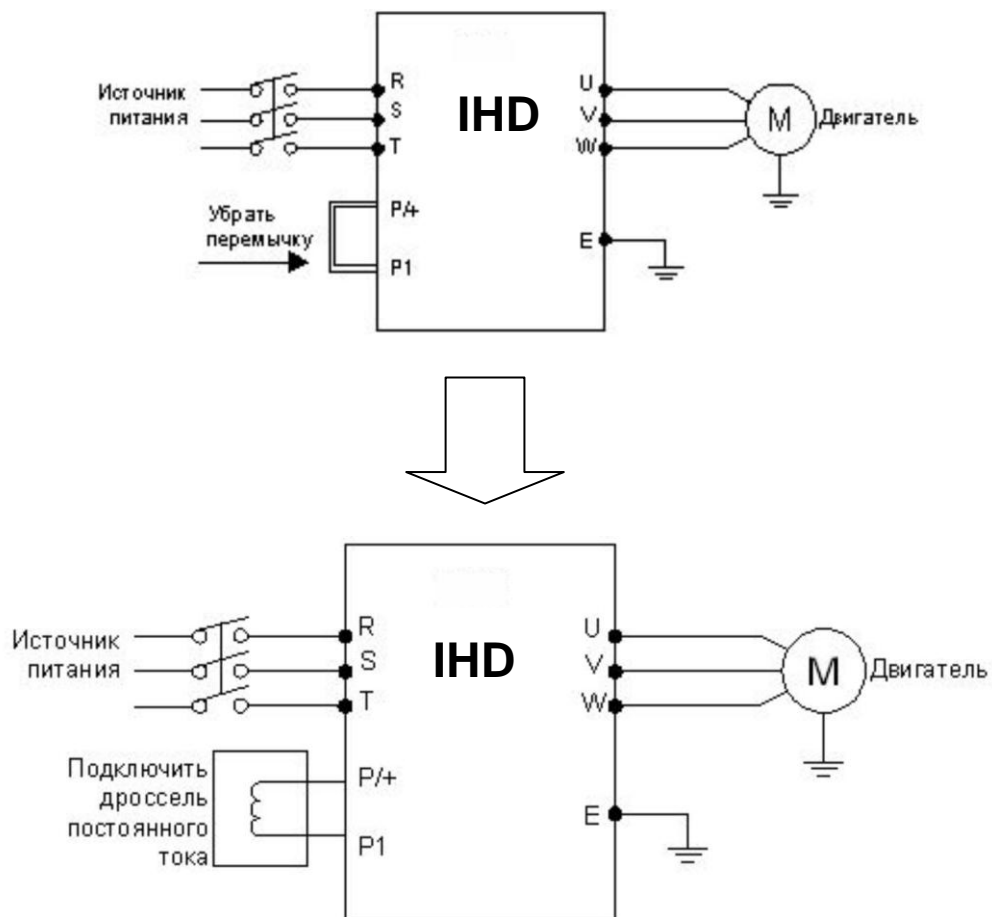 Источник
питания
R
S
T
IHD
U
V
W
M
Двигатель
Убрать
перемычку
P/+
P1
E
Источник
питания
R
S
T
IHD
U
V
W
M
Двигатель
Подключить
дроссель
постоянного
тока
P/+
P1
E